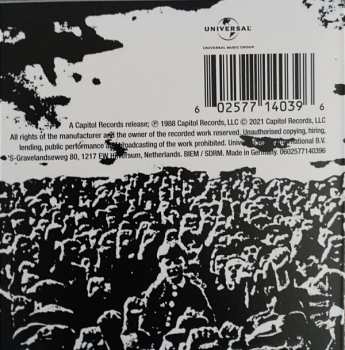 UNIVERSAL
UNIVERSAL MUSIC GROUP
6 02577 14039 6
A Capitol Records release; ℗ 1988 Capitol Records, LLC © 2021 Capitol Records, LLC
All rights of the manufacturer and the owner of the recorded work reserved. Unauthorised copying, hiring,
lending, public performance and broadcasting of the work prohibited. International B.V.
'S-Gravelandseweg 80, 1217 EW Hilversum, Netherlands. BIEM / SDRM. Made in Germany. 0602577140396